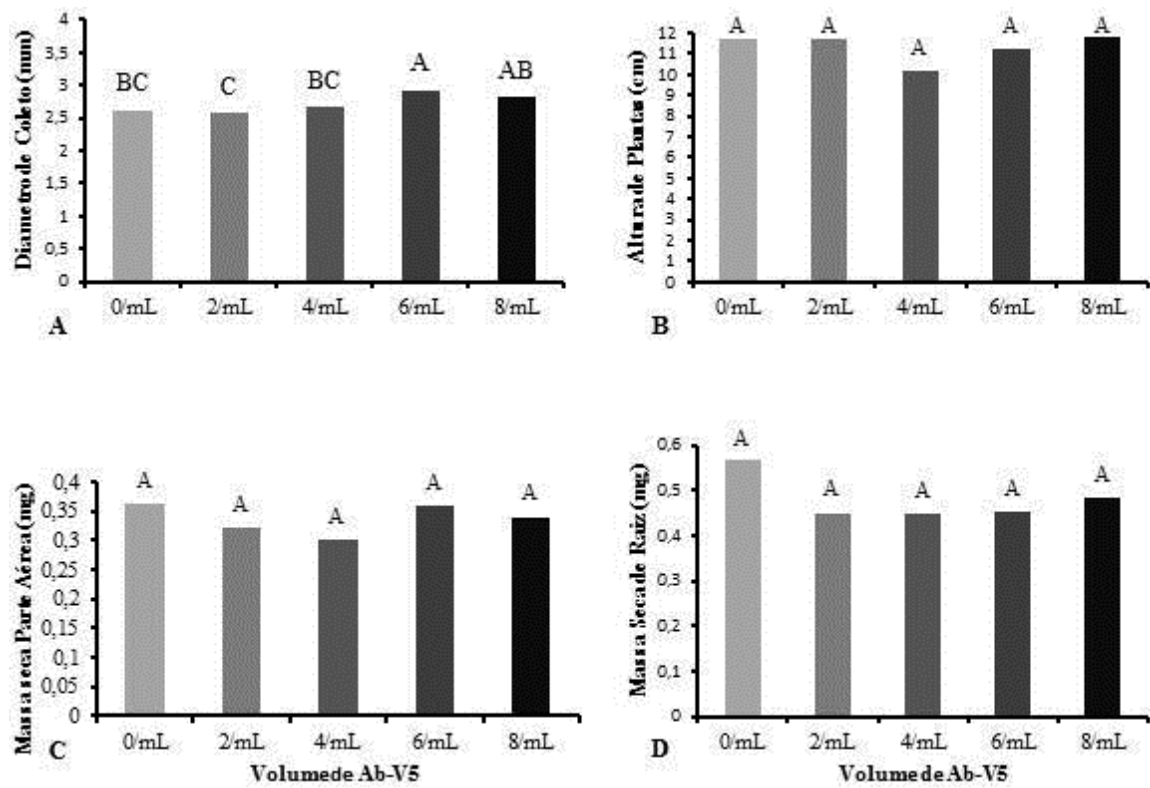 Diametro de Coleto (mm)
4
3,5
3
2,5
2
1,5
1
0,5
0
BC
C
BC
A
AB
0/mL
2/mL
4/mL
6/mL
8/mL
A
Altura de Plantas (cm)
12
11
10
9
8
7
6
5
4
3
2
1
0
A
A
A
A
A
0/mL
2/mL
4/mL
6/mL
8/mL
B
Massa seca Parte Aérea (mg)
0,4
0,35
0,3
0,25
0,2
0,15
0,1
0,05
0
A
A
A
A
A
0/mL
2/mL
4/mL
6/mL
8/mL
C
Volume de Ab-V5
Massa Seca de Raiz (mg)
0,6
0,5
0,4
0,3
0,2
0,1
0
A
A
A
A
A
0/mL
2/mL
4/mL
6/mL
8/mL
D
Volume de Ab-V5